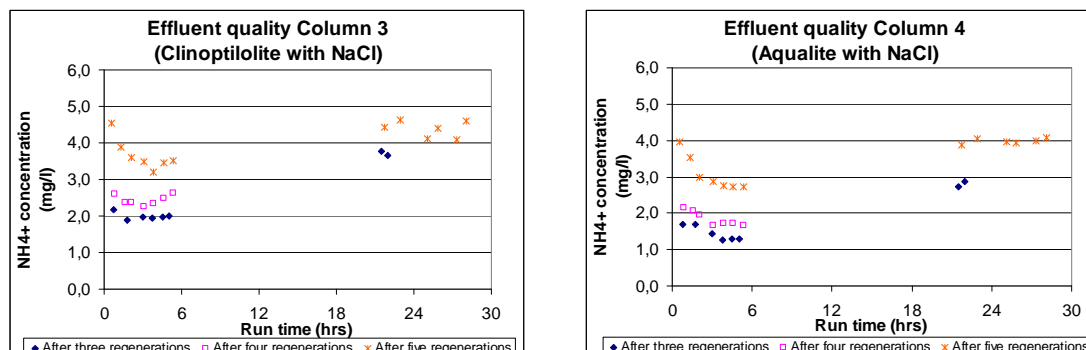 Effluent quality Column 3
(Clinoptilolite with NaCl)
6,0
5,0
4,0
3,0
2,0
1,0
0,0
NH4+ concentration
(mg/l)
0 6 12 18 24 30
Run time (hrs)
After three regenerations After four regenerations After five regenerations
Effluent quality Column 4
(Aqualite with NaCl)
6,0
5,0
4,0
3,0
2,0
1,0
0,0
NH4+ concentration
(mg/l)
0 6 12 18 24 30
Run time (hrs)
After three regenerations After four regenerations After five regenerations